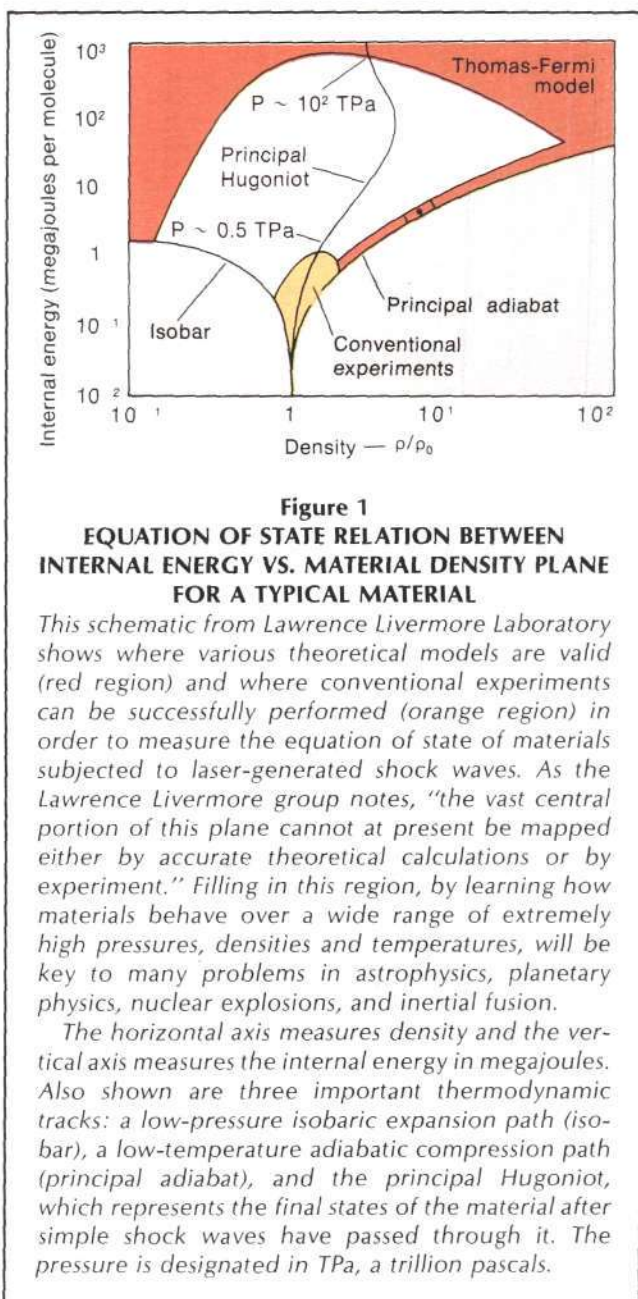 Internal energy (megajoules per molecule)
10³
10²
10
1
10 ¹
10 ²
Thomas-Fermi
model
P ~ 10² TPa
Principal
Hugoniot
P ~ 0.5 TPa
Isobar
Principal adiabat
Conventional
experiments
10 ¹
1
10¹
10²
Density — ρ/ρ₀
Figure 1
EQUATION OF STATE RELATION BETWEEN
INTERNAL ENERGY VS. MATERIAL DENSITY PLANE
FOR A TYPICAL MATERIAL
This schematic from Lawrence Livermore Laboratory
shows where various theoretical models are valid
(red region) and where conventional experiments
can be successfully performed (orange region) in
order to measure the equation of state of materials
subjected to laser-generated shock waves. As the
Lawrence Livermore group notes, "the vast central
portion of this plane cannot at present be mapped
either by accurate theoretical calculations or by
experiment." Filling in this region, by learning how
materials behave over a wide range of extremely
high pressures, densities and temperatures, will be
key to many problems in astrophysics, planetary
physics, nuclear explosions, and inertial fusion.
The horizontal axis measures density and the ver-
tical axis measures the internal energy in megajoules.
Also shown are three important thermodynamic
tracks: a low-pressure isobaric expansion path (iso-
bar), a low-temperature adiabatic compression path
(principal adiabat), and the principal Hugoniot,
which represents the final states of the material after
simple shock waves have passed through it. The
pressure is designated in TPa, a trillion pascals.